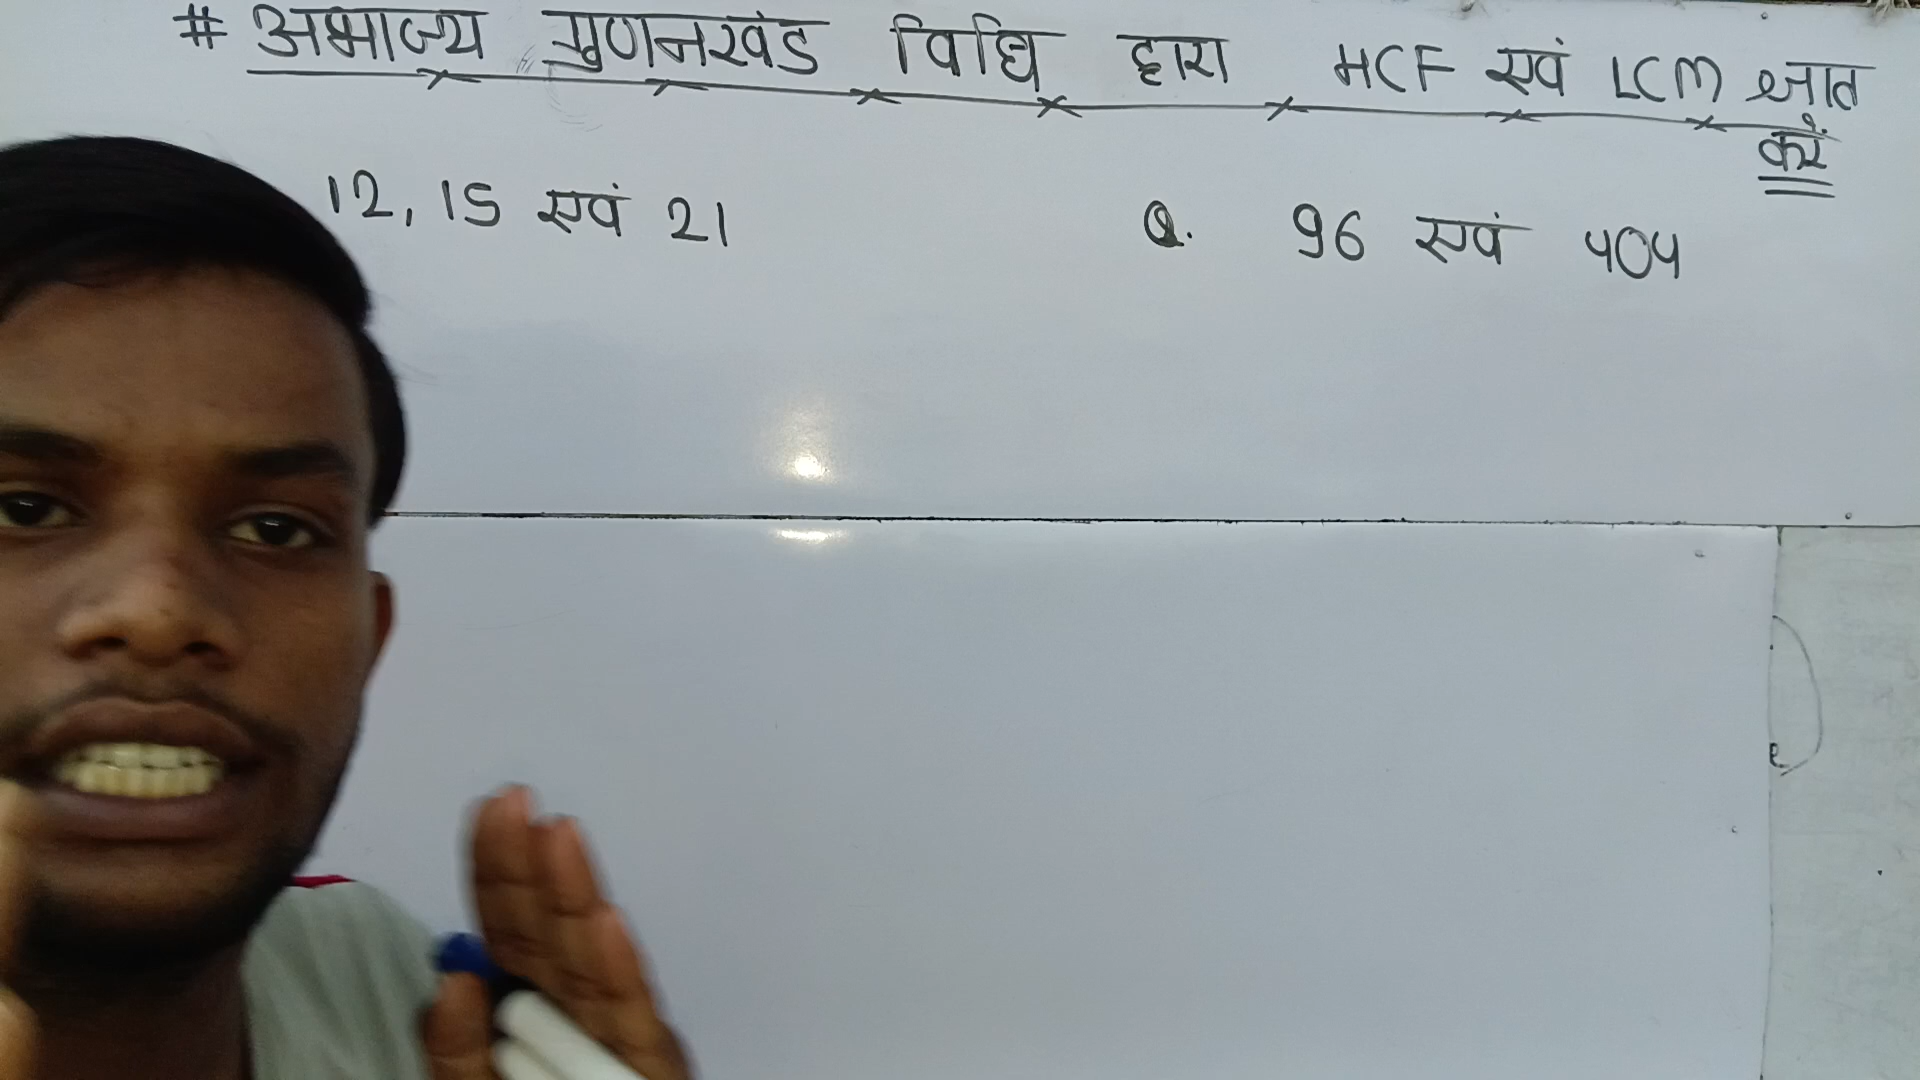 # अभाज्य गुणनखंड विधि द्वारा HCF एवं LCM ज्ञात
करें
12, 15 एवं 21
Q. 96 एवं 404